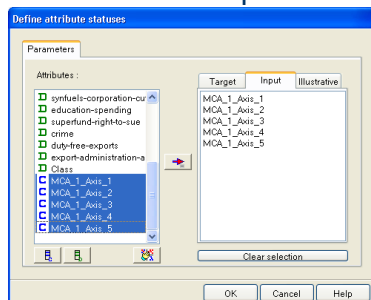 Define attribute statuses
Parameters
Attributes :
synfuels-corporation-cu
education-spending
superfund-right-to-sue
crime
duty-free-exports
export-administration-a
Class
MCA_1_Axis_1
MCA_1_Axis_2
MCA_1_Axis_3
MCA_1_Axis_4
MCA_1_Axis_5
Target Input Illustrative
MCA_1_Axis_1
MCA_1_Axis_2
MCA_1_Axis_3
MCA_1_Axis_4
MCA_1_Axis_5
Clear selection
OK Cancel Help